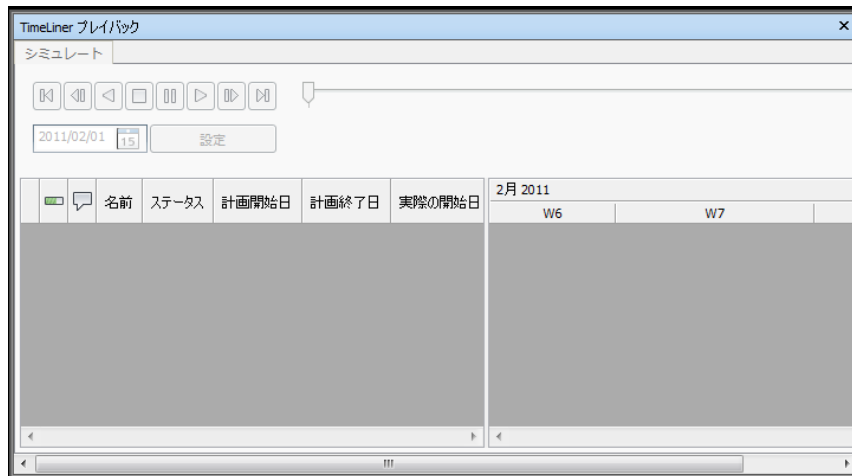 TimeLiner プレイバック
シミュレート
2011/02/01 15 設定
名前 ステータス 計画開始日 計画終了日 実際の開始日 2月 2011
W6 W7